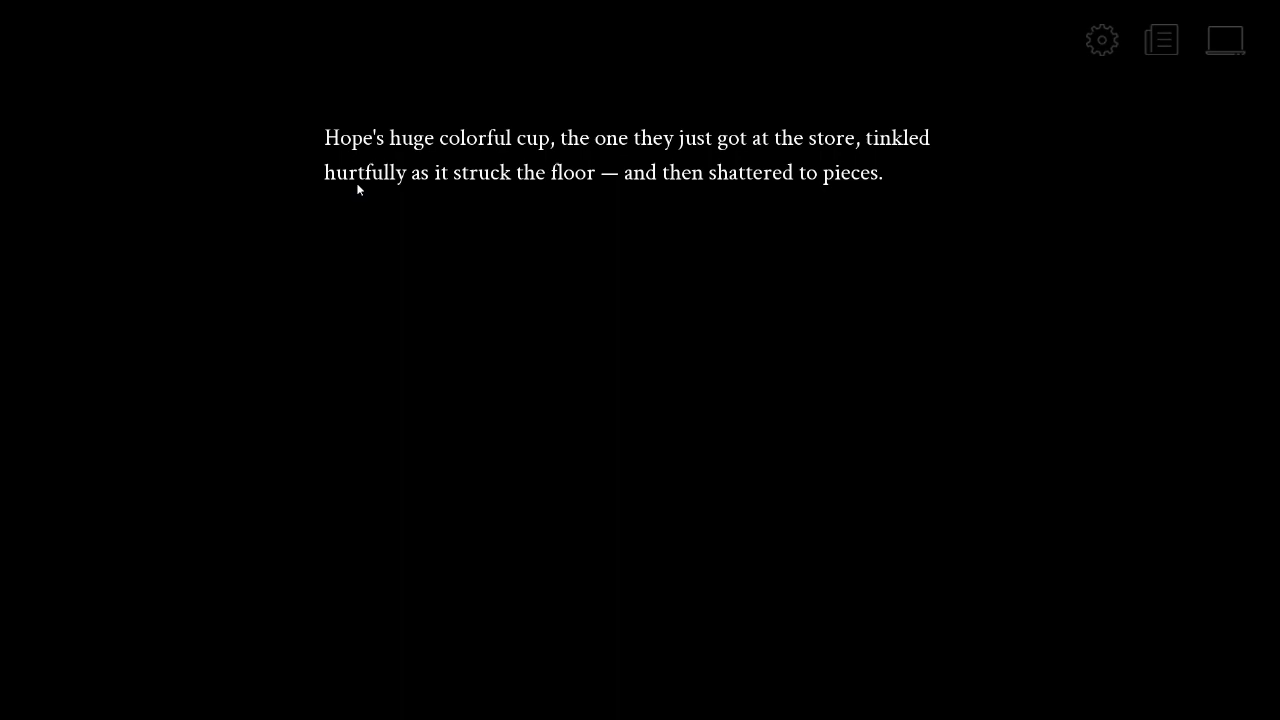 Hope's huge colorful cup, the one they just got at the store, tinkled
hurtfully as it struck the floor — and then shattered to pieces.